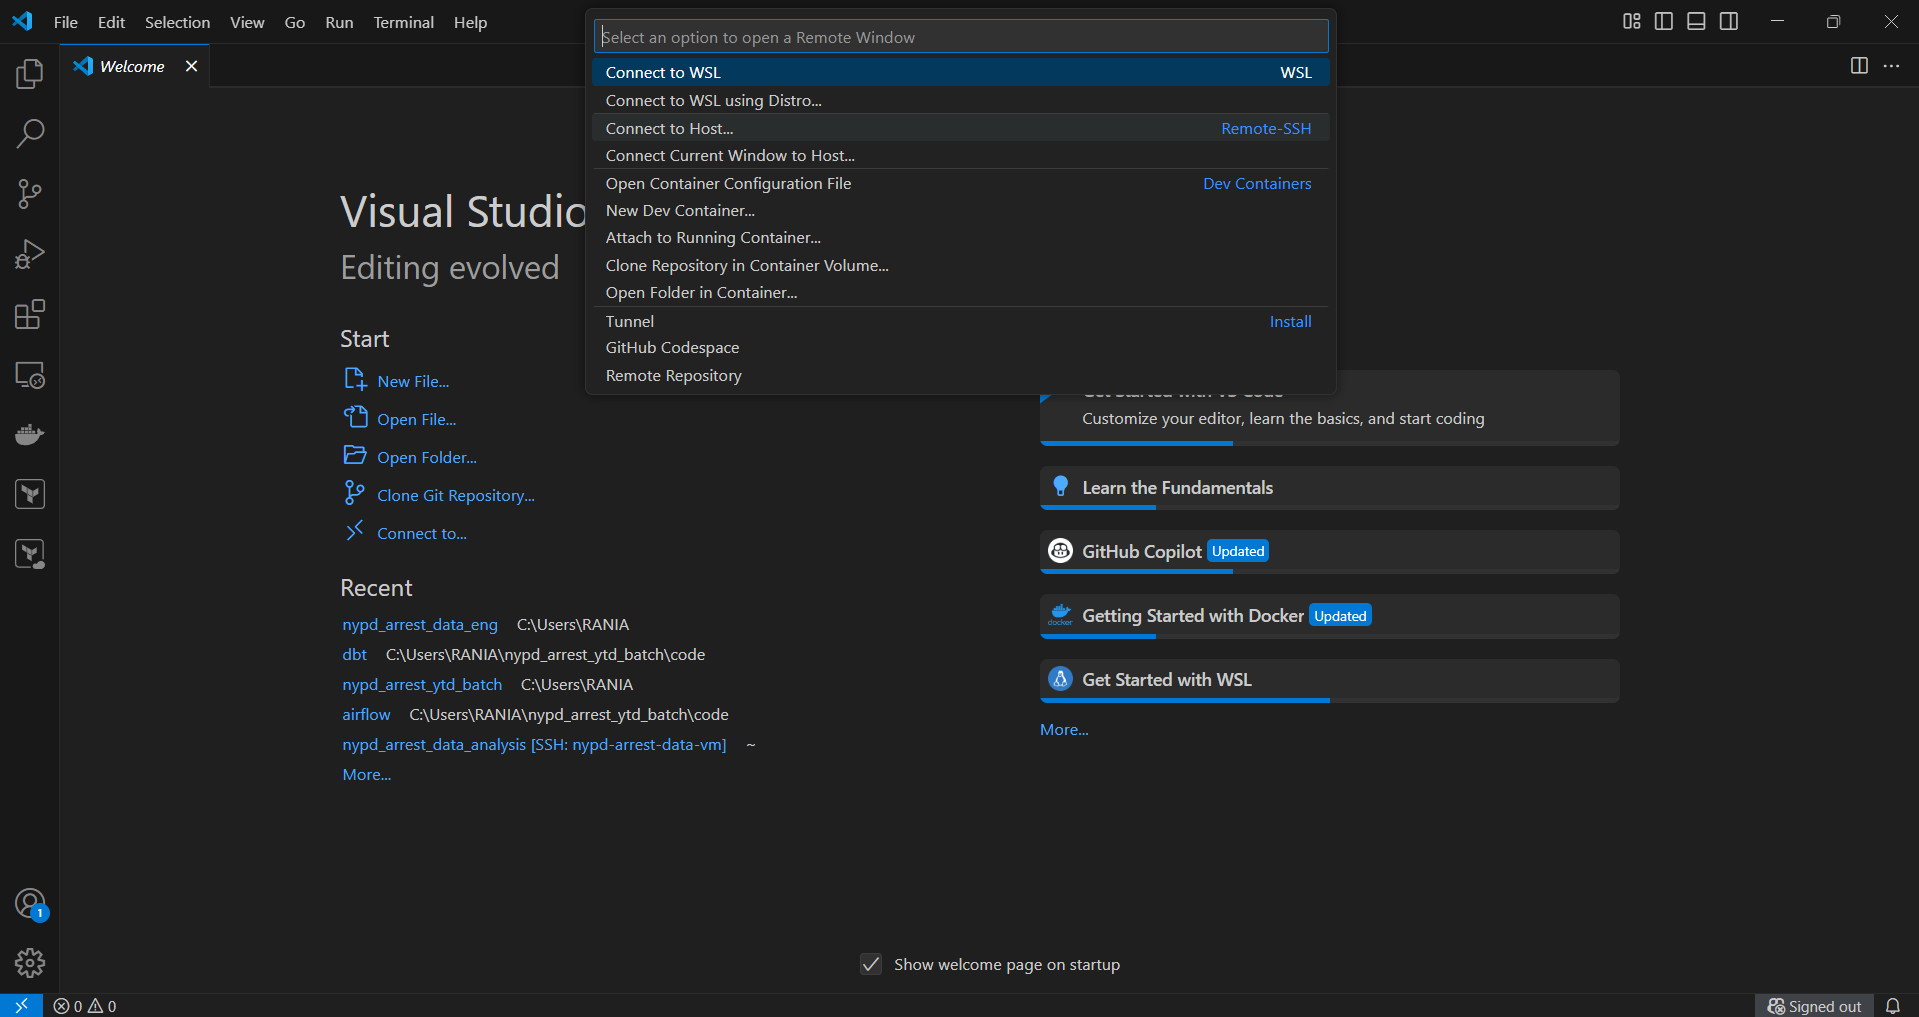 File Edit Selection View Go Run Terminal Help
Select an option to open a Remote Window
Connect to WSL WSL
Connect to WSL using Distro...
Connect to Host... Remote-SSH
Connect Current Window to Host...
Open Container Configuration File Dev Containers
New Dev Container...
Attach to Running Container...
Clone Repository in Container Volume...
Open Folder in Container...
Tunnel Install
GitHub Codespace
Remote Repository
Welcome
Visual Studio
Editing evolved
Start
New File...
Open File...
Open Folder...
Clone Git Repository...
Connect to...
Recent
nypd_arrest_data_eng C:\Users\RANIA
dbt C:\Users\RANIA\nypd_arrest_ytd_batch\code
nypd_arrest_ytd_batch C:\Users\RANIA
airflow C:\Users\RANIA\nypd_arrest_ytd_batch\code
nypd_arrest_data_analysis [SSH: nypd-arrest-data-vm] ~
More...
Customize your editor, learn the basics, and start coding
Learn the Fundamentals
GitHub Copilot Updated
docker Getting Started with Docker Updated
Get Started with WSL
More...
1
Show welcome page on startup
0 0 Signed out